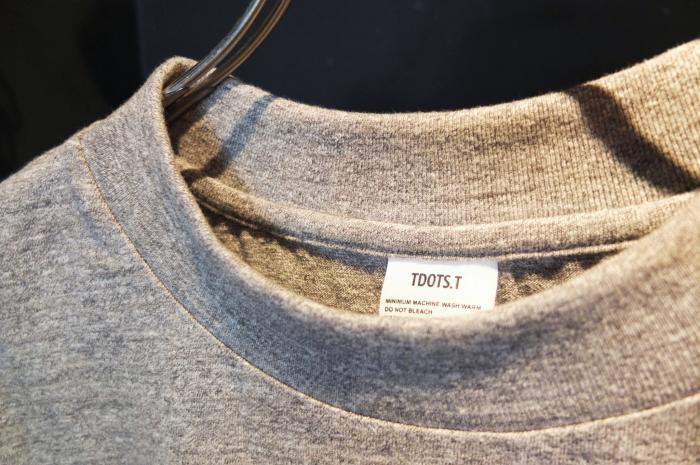 TDOTS.T
MINIMUM MACHINE WASH WARM
DO NOT BLEACH